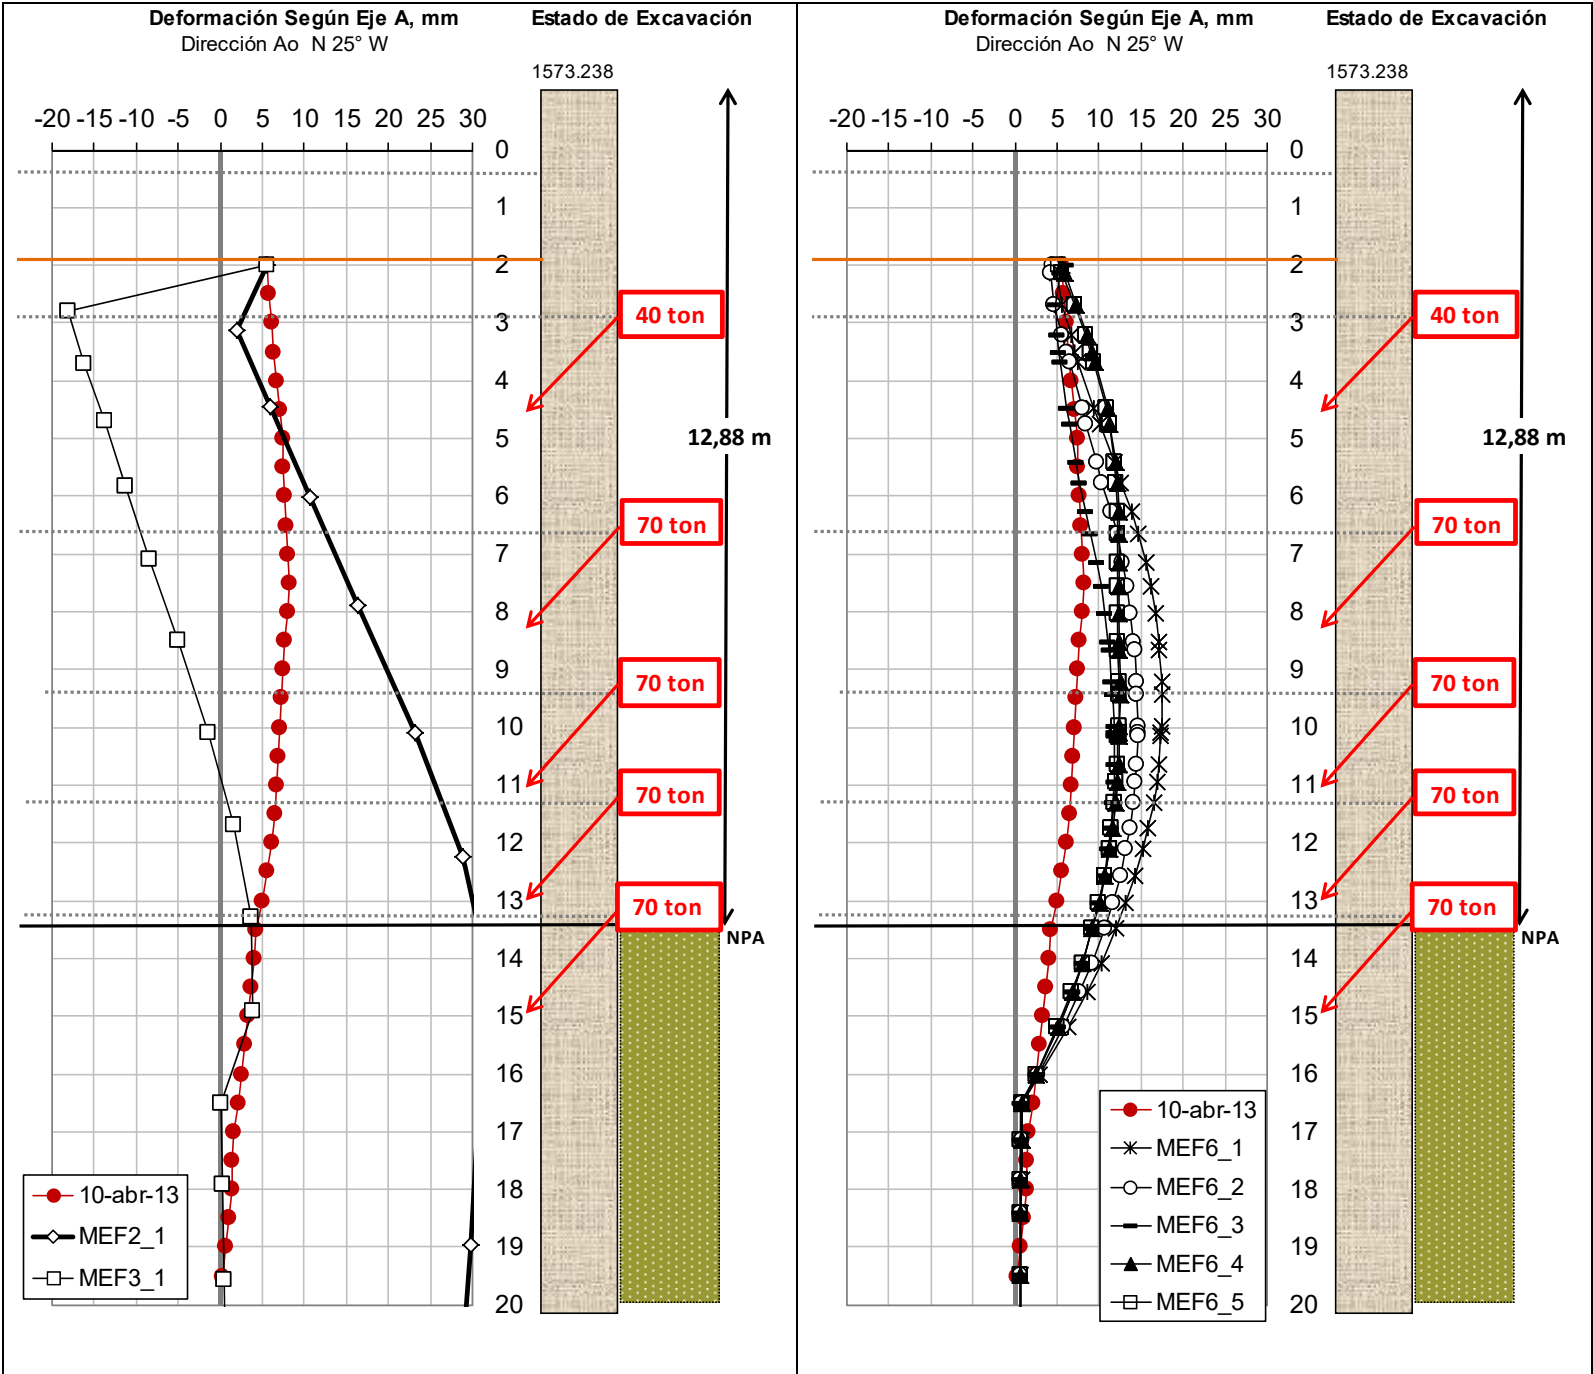 Deformación Según Eje A, mm
Dirección Ao N 25° W
Estado de Excavación
1573.238
-20 -15 -10 -5 0 5 10 15 20 25 30
0
1
2
3
4
5
6
7
8
9
10
11
12
13
14
15
16
17
18
19
20
40 ton
70 ton
70 ton
70 ton
70 ton
12,88 m
NPA
10-abr-13
MEF2_1
MEF3_1
Deformación Según Eje A, mm
Dirección Ao N 25° W
Estado de Excavación
1573.238
-20 -15 -10 -5 0 5 10 15 20 25 30
0
1
2
3
4
5
6
7
8
9
10
11
12
13
14
15
16
17
18
19
20
40 ton
70 ton
70 ton
70 ton
70 ton
12,88 m
NPA
10-abr-13
MEF6_1
MEF6_2
MEF6_3
MEF6_4
MEF6_5